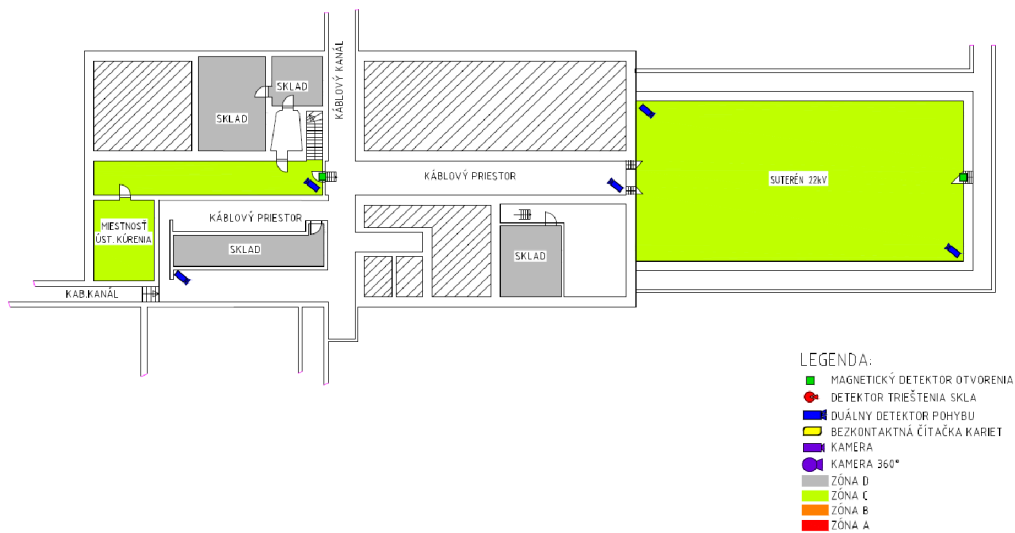 KÁBLOVÝ KANÁL
SKLAD
SKLAD
KÁBLOVÝ PRIESTOR
SUTERÉN 22kV
MIESTNOSŤ
ÚST. KÚRENIA
KÁBLOVÝ PRIESTOR
SKLAD
SKLAD
KAB.KANÁL
LEGENDA:
MAGNETICKÝ DETEKTOR OTVORENIA
DETEKTOR TRIEŠTENIA SKLA
DUÁLNY DETEKTOR POHYBU
BEZKONTAKTNÁ ČÍTAČKA KARIET
KAMERA
KAMERA 360°
ZÓNA D
ZÓNA C
ZÓNA B
ZÓNA A